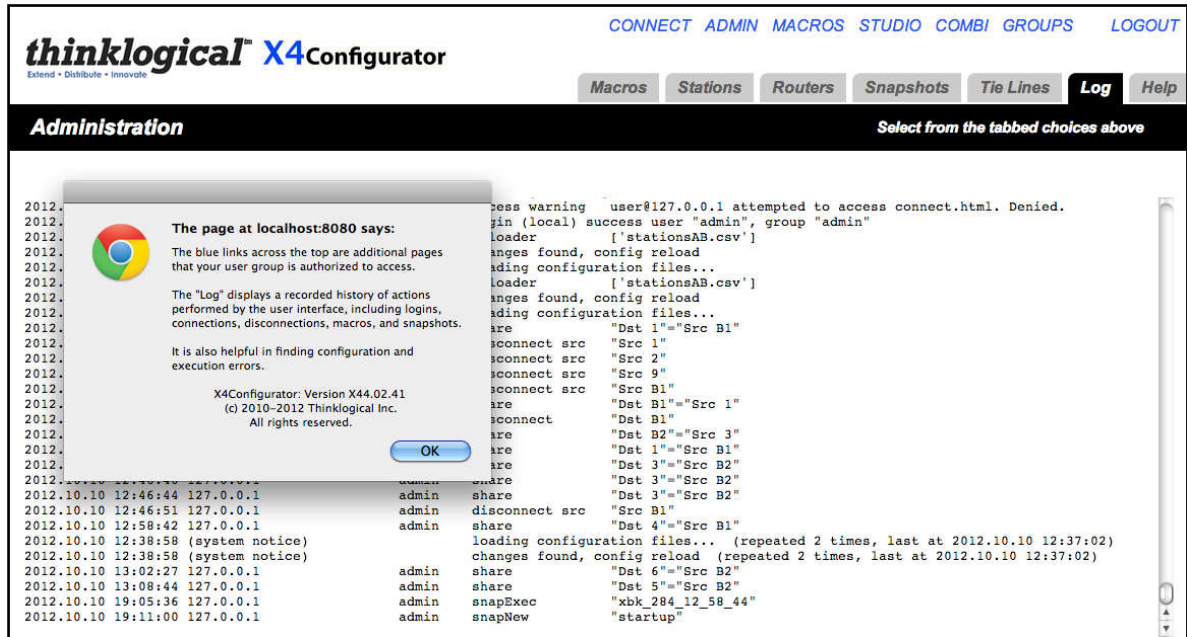 CONNECT ADMIN MACROS STUDIO COMBI GROUPS LOGOUT
thinklogical™ X4Configurator
Extend • Distribute • Innovate
Macros Stations Routers Snapshots Tie Lines Log Help
Administration
Select from the tabbed choices above
The page at localhost:8080 says:
The blue links across the top are additional pages
that your user group is authorized to access.
The "Log" displays a recorded history of actions
performed by the user interface, including logins,
connections, disconnections, macros, and snapshots.
It is also helpful in finding configuration and
execution errors.
X4Configurator: Version X44.02.41
(c) 2010-2012 Thinklogical Inc.
All rights reserved.
OK
2012. cess warning user@127.0.0.1 attempted to access connect.html. Denied.
2012. gin (local) success user "admin", group "admin"
2012. loader ['stationsAB.csv']
2012. anges found, config reload
2012. ading configuration files...
2012. loader ['stationsAB.csv']
2012. anges found, config reload
2012. ading configuration files...
2012. are "Dst 1"="Src B1"
2012. sconnect src "Src 1"
2012. sconnect src "Src 2"
2012. sconnect src "Src 9"
2012. sconnect src "Src B1"
2012. are "Dst B1"="Src 1"
2012. sconnect "Dst B1"
2012. are "Dst B2"="Src 3"
2012. are "Dst 1"="Src B1"
2012. are "Dst 3"="Src B2"
admin share "Dst 3"="Src B2"
2012.10.10 12:46:44 127.0.0.1 admin share "Dst 3"="Src B2"
2012.10.10 12:46:51 127.0.0.1 admin disconnect src "Src B1"
2012.10.10 12:58:42 127.0.0.1 admin share "Dst 4"="Src B1"
2012.10.10 12:38:58 (system notice) loading configuration files... (repeated 2 times, last at 2012.10.10 12:37:02)
2012.10.10 12:38:58 (system notice) changes found, config reload (repeated 2 times, last at 2012.10.10 12:37:02)
2012.10.10 13:02:27 127.0.0.1 admin share "Dst 6"="Src B2"
2012.10.10 13:08:44 127.0.0.1 admin share "Dst 5"="Src B2"
2012.10.10 19:05:36 127.0.0.1 admin snapExec "xbk_284_12_58_44"
2012.10.10 19:11:00 127.0.0.1 admin snapNew "startup"